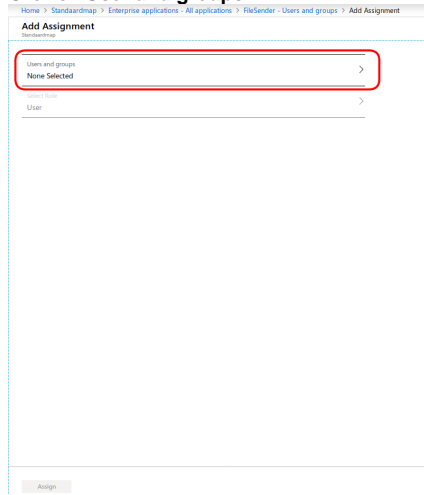 Home > Standaardmap > Enterprise applications - All applications > FileSender - Users and groups > Add Assignment
Add Assignment
Standaardmap
Users and groups
None Selected
Select Role
User
Assign